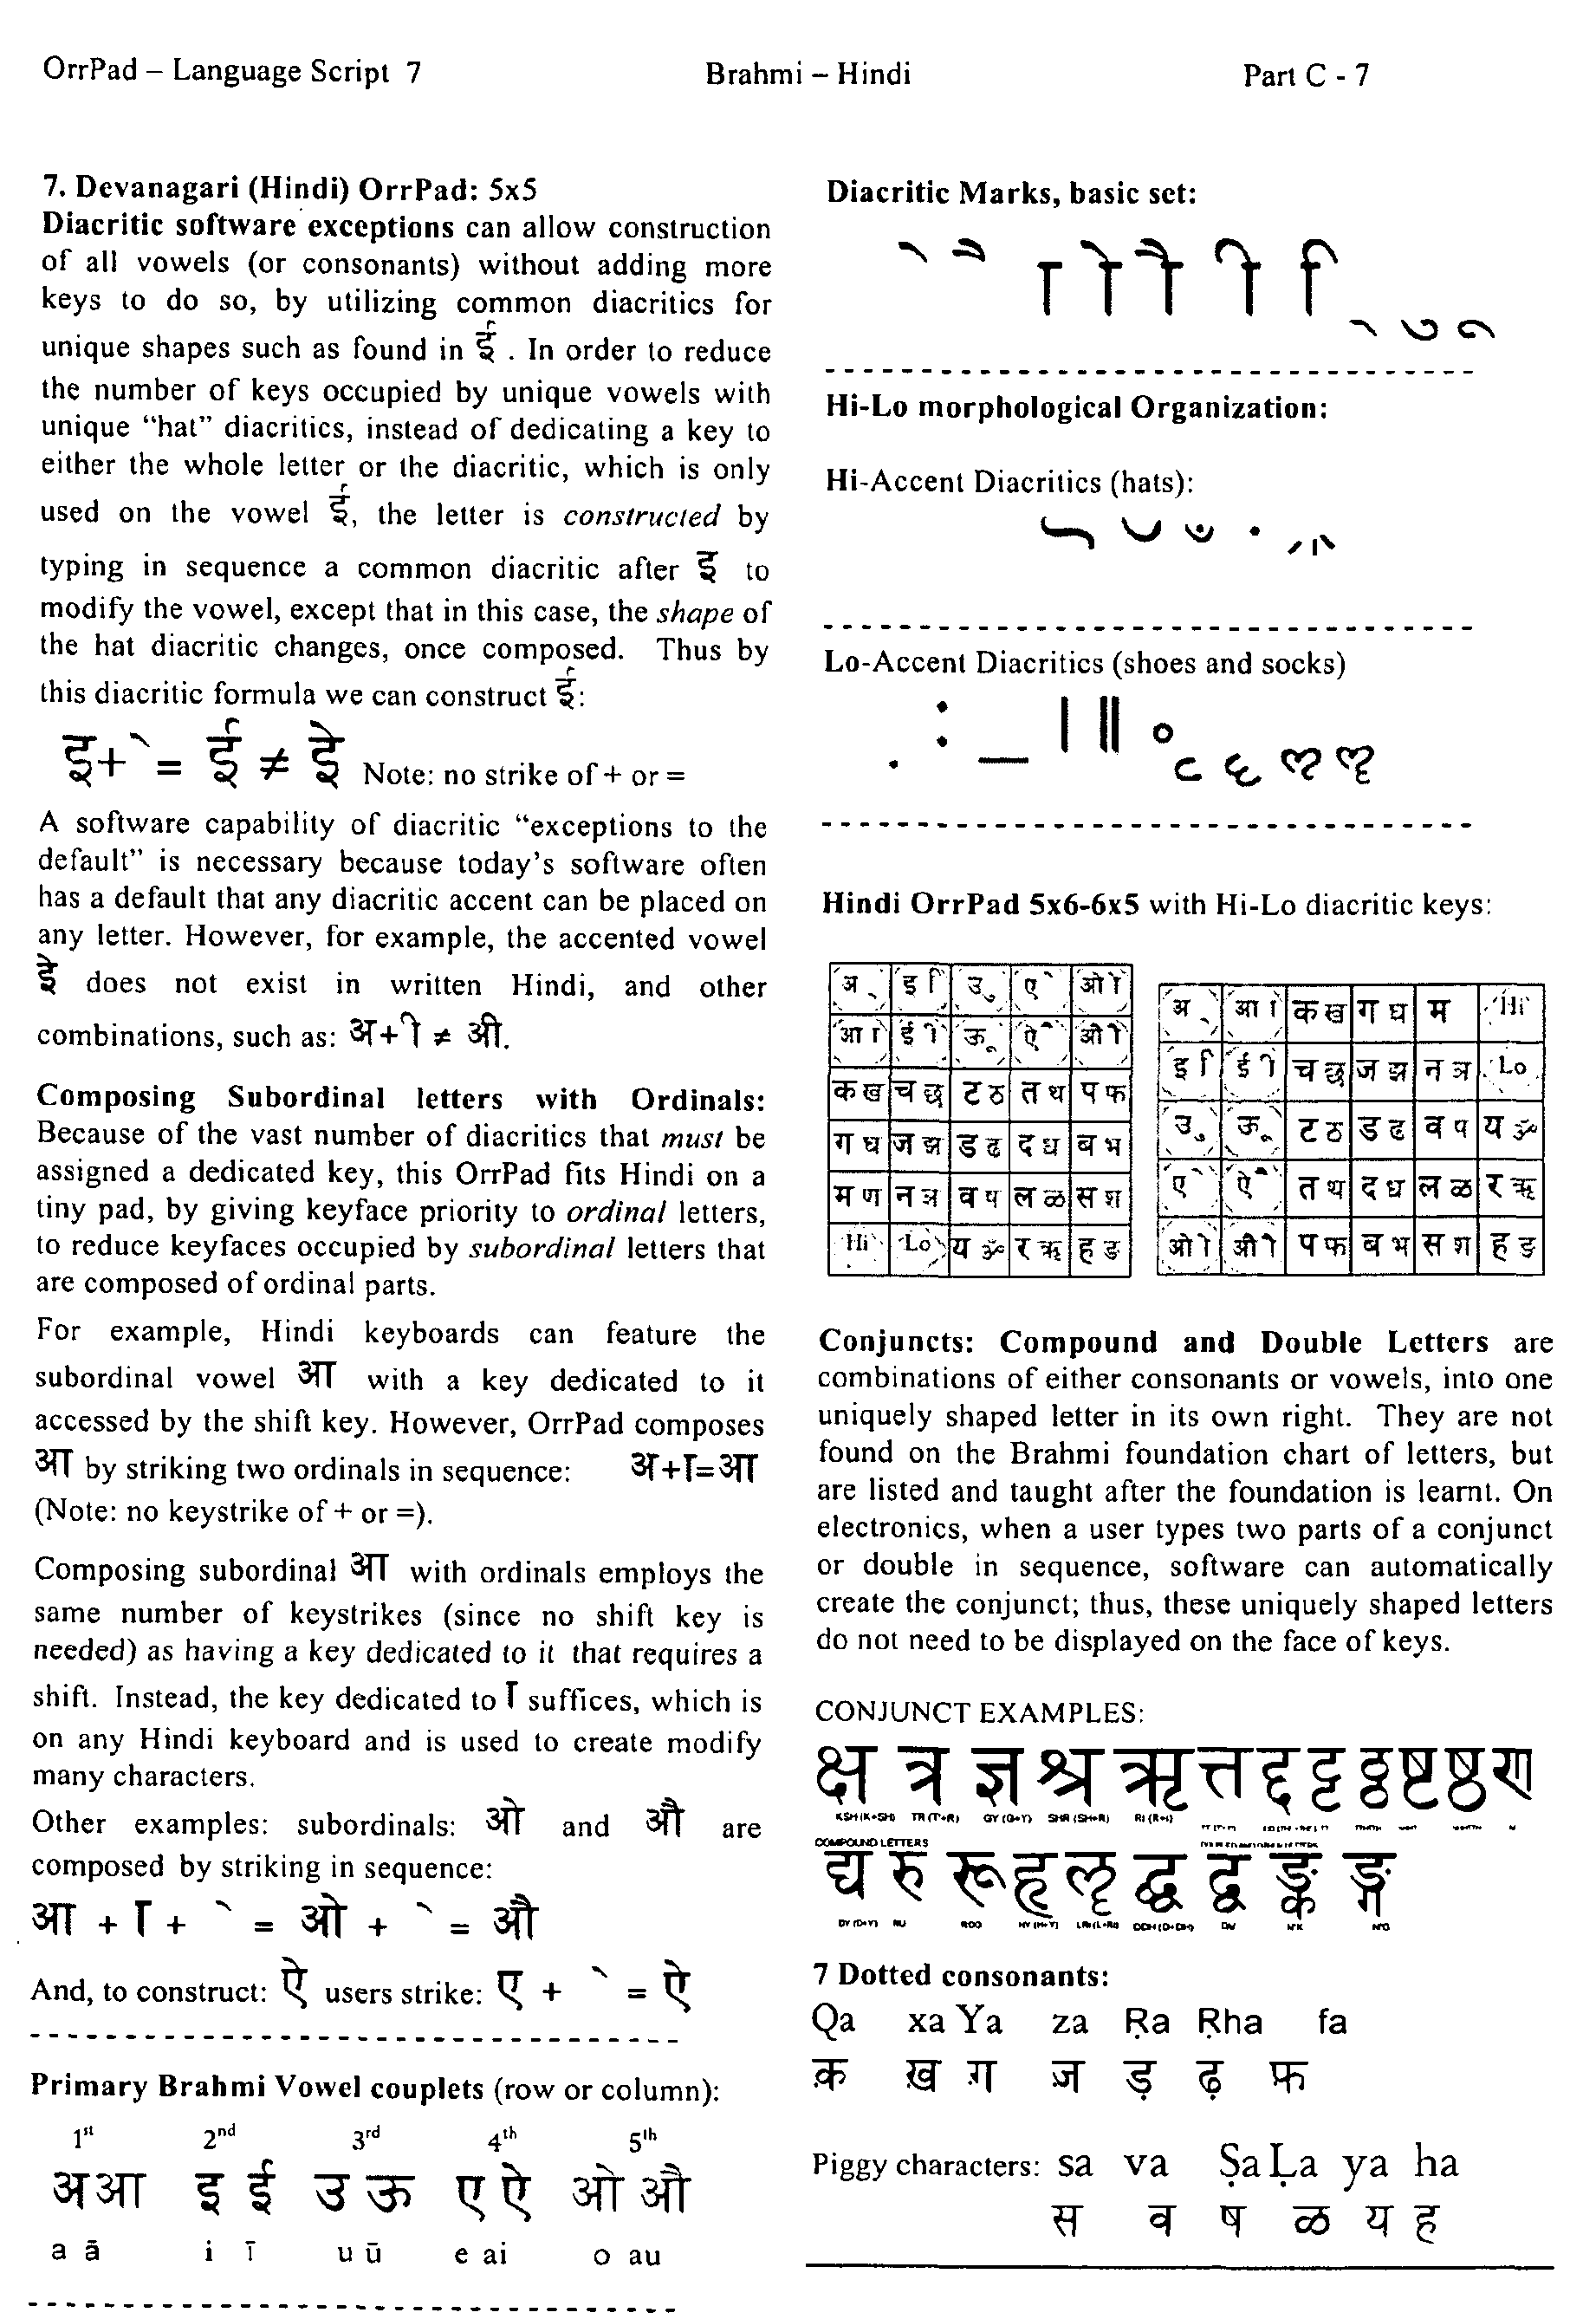 OrrPad – Language Script 7
Brahmi – Hindi
Part C - 7
7. Devanagari (Hindi) OrrPad: 5x5
Diacritic software exceptions can allow construction
of all vowels (or consonants) without adding more
keys to do so, by utilizing common diacritics for
unique shapes such as found in ई . In order to reduce
the number of keys occupied by unique vowels with
unique “hat” diacritics, instead of dedicating a key to
either the whole letter or the diacritic, which is only
used on the vowel ई, the letter is constructed by
typing in sequence a common diacritic after इ to
modify the vowel, except that in this case, the shape of
the hat diacritic changes, once composed. Thus by
this diacritic formula we can construct ई:
इ+ े = ई ≠ इे Note: no strike of + or =
A software capability of diacritic “exceptions to the
default” is necessary because today’s software often
has a default that any diacritic accent can be placed on
any letter. However, for example, the accented vowel
इे does not exist in written Hindi, and other
combinations, such as: अ+ी ≠ अी.
Composing Subordinal letters with Ordinals:
Because of the vast number of diacritics that must be
assigned a dedicated key, this OrrPad fits Hindi on a
tiny pad, by giving keyface priority to ordinal letters,
to reduce keyfaces occupied by subordinal letters that
are composed of ordinal parts.
For example, Hindi keyboards can feature the
subordinal vowel आ with a key dedicated to it
accessed by the shift key. However, OrrPad composes
आ by striking two ordinals in sequence: अ+ा=आ
(Note: no keystrike of + or =).
Composing subordinal आ with ordinals employs the
same number of keystrikes (since no shift key is
needed) as having a key dedicated to it that requires a
shift. Instead, the key dedicated to ा suffices, which is
on any Hindi keyboard and is used to create modify
many characters.
Other examples: subordinals: ओ and औ are
composed by striking in sequence:
आ + ा + े = ओ + े = औ
And, to construct: ऐ users strike: ए + े = ऐ
Primary Brahmi Vowel couplets (row or column):
1st 2nd 3rd 4th 5th
अआ इ ई उ ऊ ए ऐ ओ औ
a ā i ī u ū e ai o au
Diacritic Marks, basic set:
े ै ा ो ौ ी ि ् ु ू
Hi-Lo morphological Organization:
Hi-Accent Diacritics (hats):
Lo-Accent Diacritics (shoes and socks)
Hindi OrrPad 5x6-6x5 with Hi-Lo diacritic keys:
अ ् इ ि उ ु ए े ओ ो
आ ा ई ी ऊ ू ऐ ै औ ौ
क ख च छ ट ठ त थ प फ
ग घ ज झ ड ढ द ध ब भ
म ण न ञ व ष ल ळ स श
Hi Lo य ॐ र ऋ ह ङ
अ ् आ ा क ख ग घ म Hi
इ ि ई ी च छ ज झ न ञ Lo
उ ु ऊ ू ट ठ ड ढ व ष य ॐ
ए े ऐ ै त थ द ध ल ळ र ऋ
ओ ो औ ौ प फ ब भ स श ह ङ
Conjuncts: Compound and Double Letters are
combinations of either consonants or vowels, into one
uniquely shaped letter in its own right. They are not
found on the Brahmi foundation chart of letters, but
are listed and taught after the foundation is learnt. On
electronics, when a user types two parts of a conjunct
or double in sequence, software can automatically
create the conjunct; thus, these uniquely shaped letters
do not need to be displayed on the face of keys.
CONJUNCT EXAMPLES:
क्ष त्र ज्ञ श्र ऋ त्त द्द ट्ट ठ्ठ ष्ट ष्ठ ण
KSH (K+SH) TR (T+R) GY (G+Y) SHR (SH+R) RI (R+I)
COMPOUND LETTERS
द्य रु रू हृ ऌ द्ध द्व ङ्क ङ्ग
DY (D+Y) RU ROO HY (H+Y) LRI (L+RI) DDH (D+DH) DV N'K N'G
7 Dotted consonants:
Qa xa Ya za Ṛa Ṛha fa
क़ ख़ ग़ ज़ ड़ ढ़ फ़
Piggy characters: sa va Ṣa Ḷa ya ha
स व ष ळ य ह